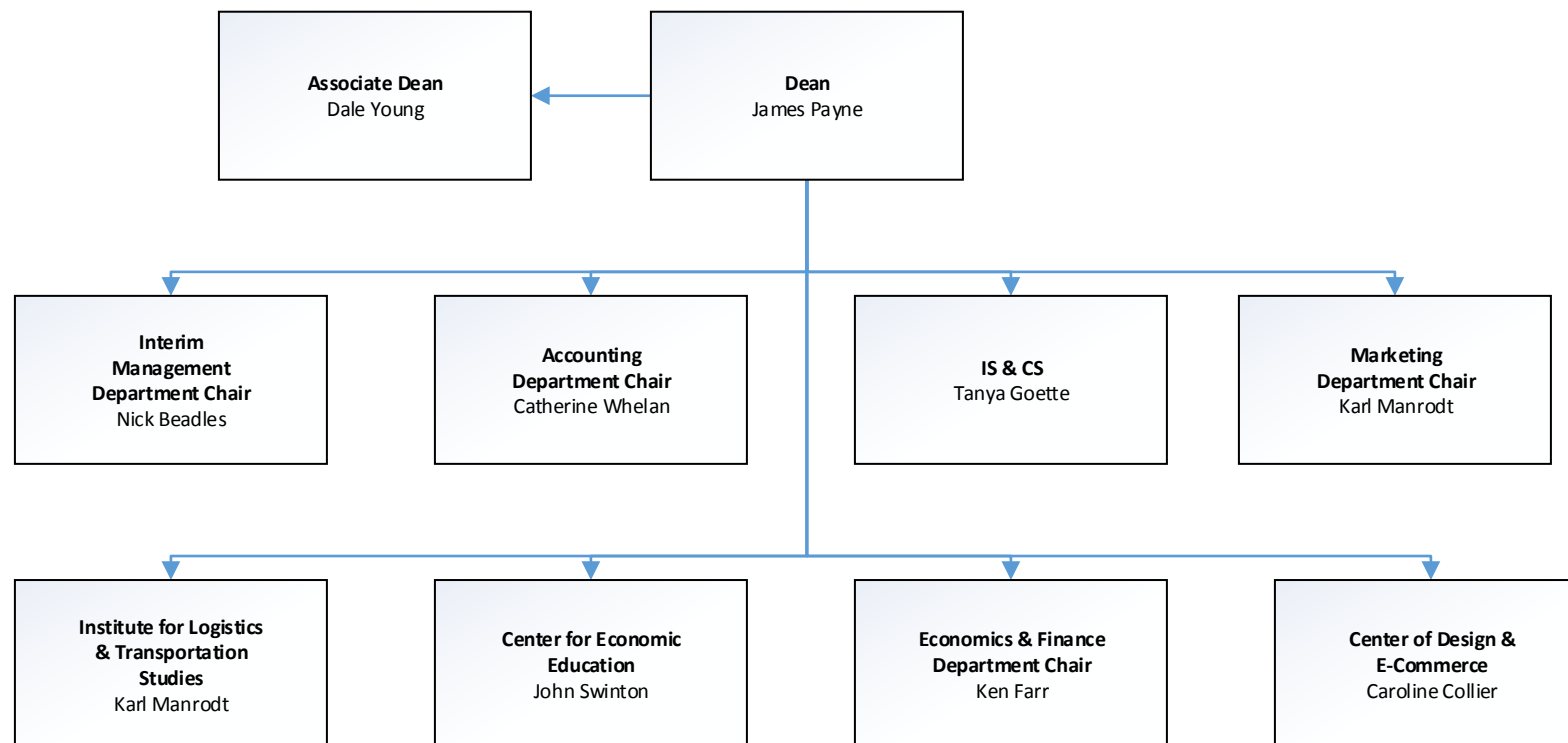 Associate Dean
Dale Young
Dean
James Payne
Interim
Management
Department Chair
Nick Beadles
Accounting
Department Chair
Catherine Whelan
IS & CS
Tanya Goette
Marketing
Department Chair
Karl Manrodt
Institute for Logistics
& Transportation
Studies
Karl Manrodt
Center for Economic
Education
John Swinton
Economics & Finance
Department Chair
Ken Farr
Center of Design &
E-Commerce
Caroline Collier